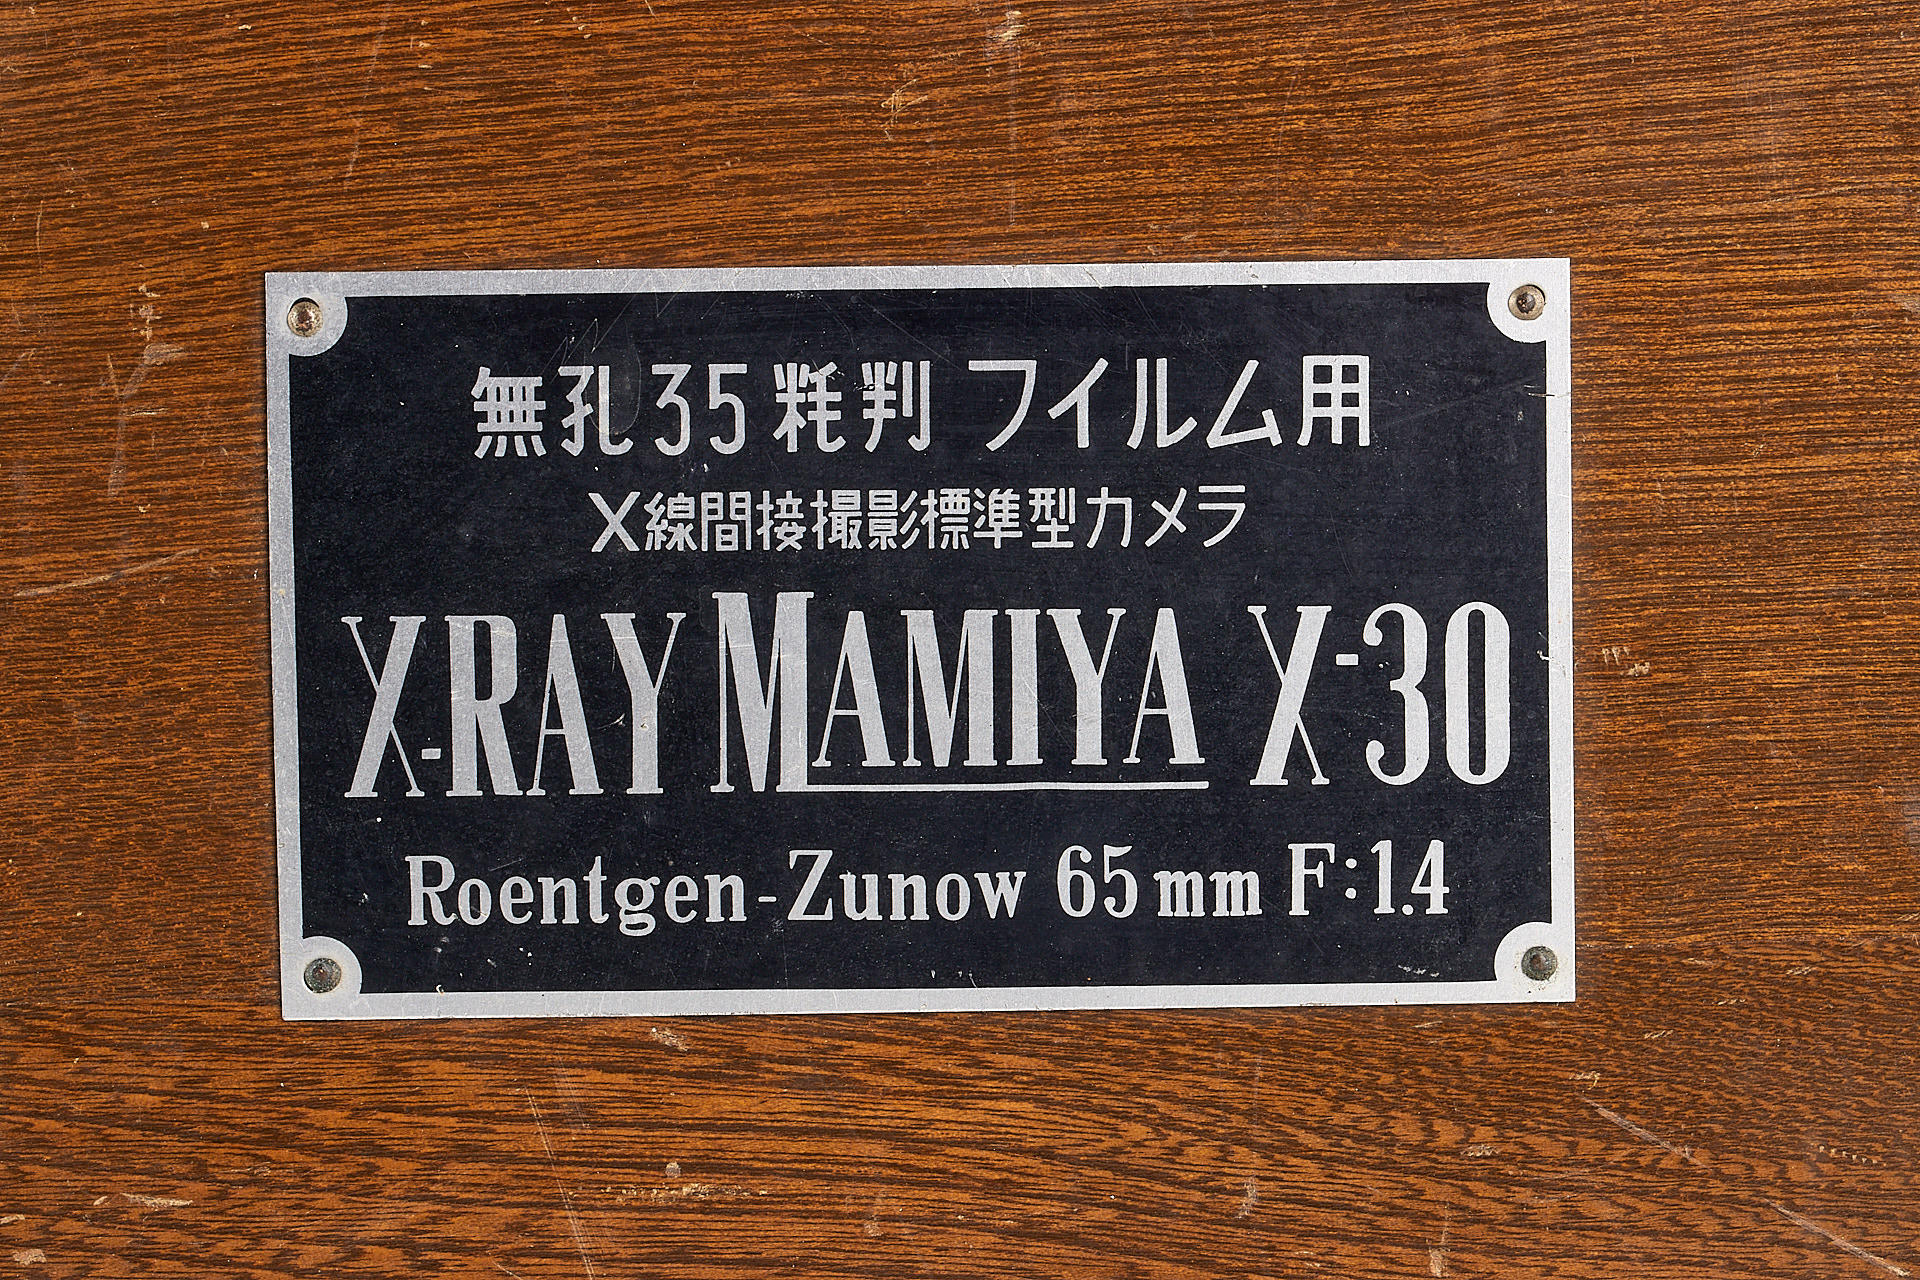 無孔35粍判 フイルム用
X線間接撮影標準型カメラ
X-RAY MAMIYA X-30
Roentgen-Zunow 65mm F:1.4